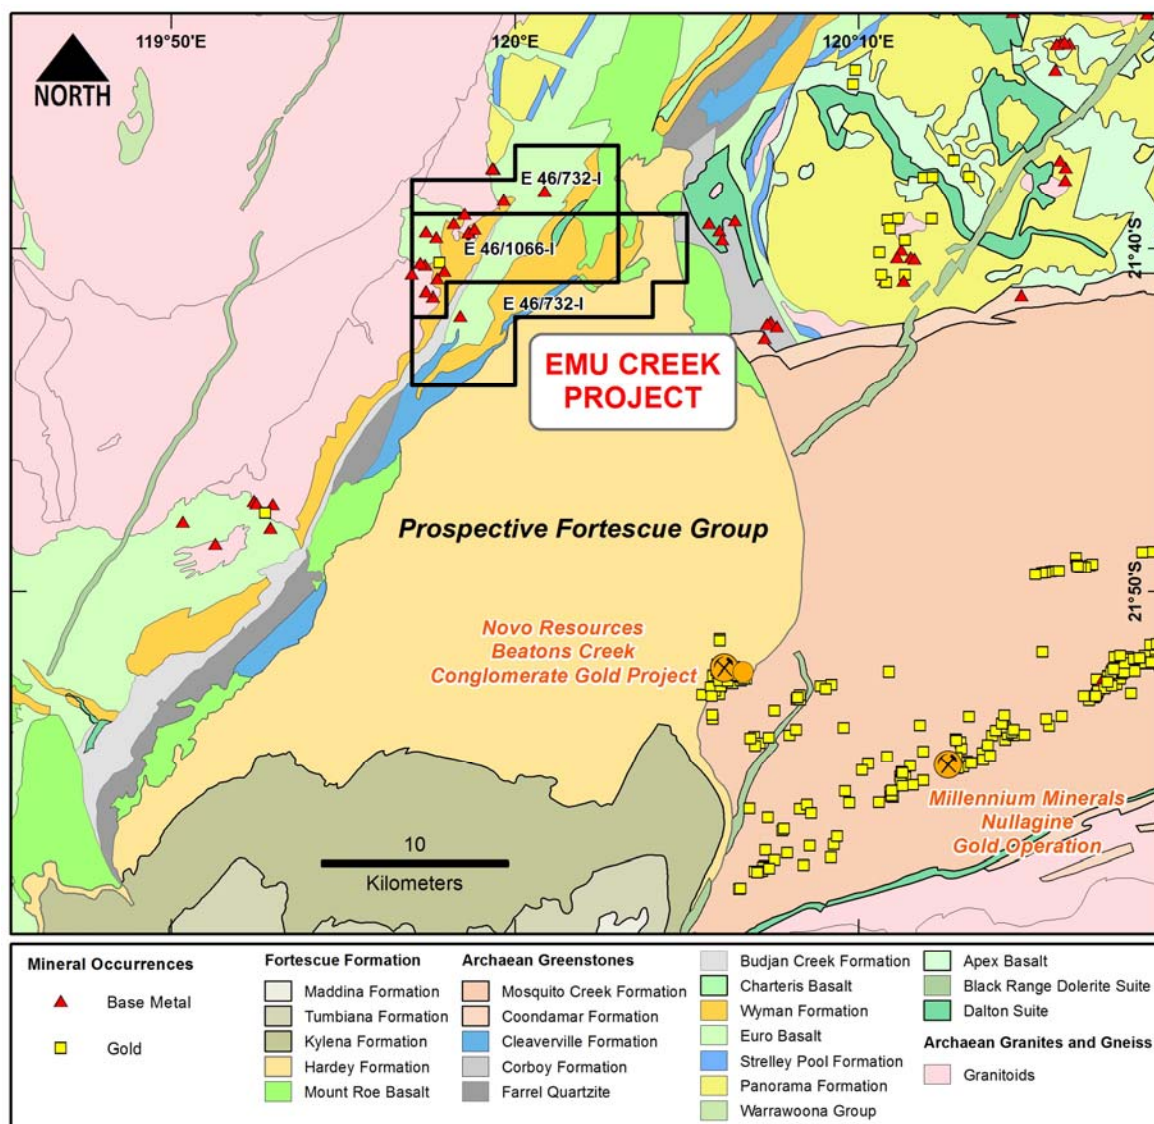 119°50'E
120°E
120°10'E
NORTH
E 46/732-I
E 46/1066-I
21°40'S
E 46/732-I
EMU CREEK
PROJECT
Prospective Fortescue Group
21°50'S
Novo Resources
Beatons Creek
Conglomerate Gold Project
Millennium Minerals
Nullagine
Gold Operation
10
Kilometers
Mineral Occurrences
Base Metal
Gold
Fortescue Formation
Maddina Formation
Tumbiana Formation
Kylena Formation
Hardey Formation
Mount Roe Basalt
Archaean Greenstones
Mosquito Creek Formation
Coondamar Formation
Cleaverville Formation
Corboy Formation
Farrel Quartzite
Budjan Creek Formation
Charteris Basalt
Wyman Formation
Euro Basalt
Strelley Pool Formation
Panorama Formation
Warrawoona Group
Apex Basalt
Black Range Dolerite Suite
Dalton Suite
Archaean Granites and Gneiss
Granitoids